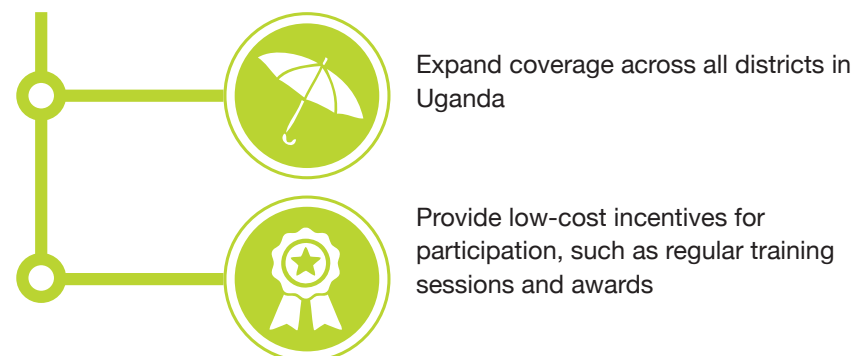 Expand coverage across all districts in
Uganda
Provide low-cost incentives for
participation, such as regular training
sessions and awards